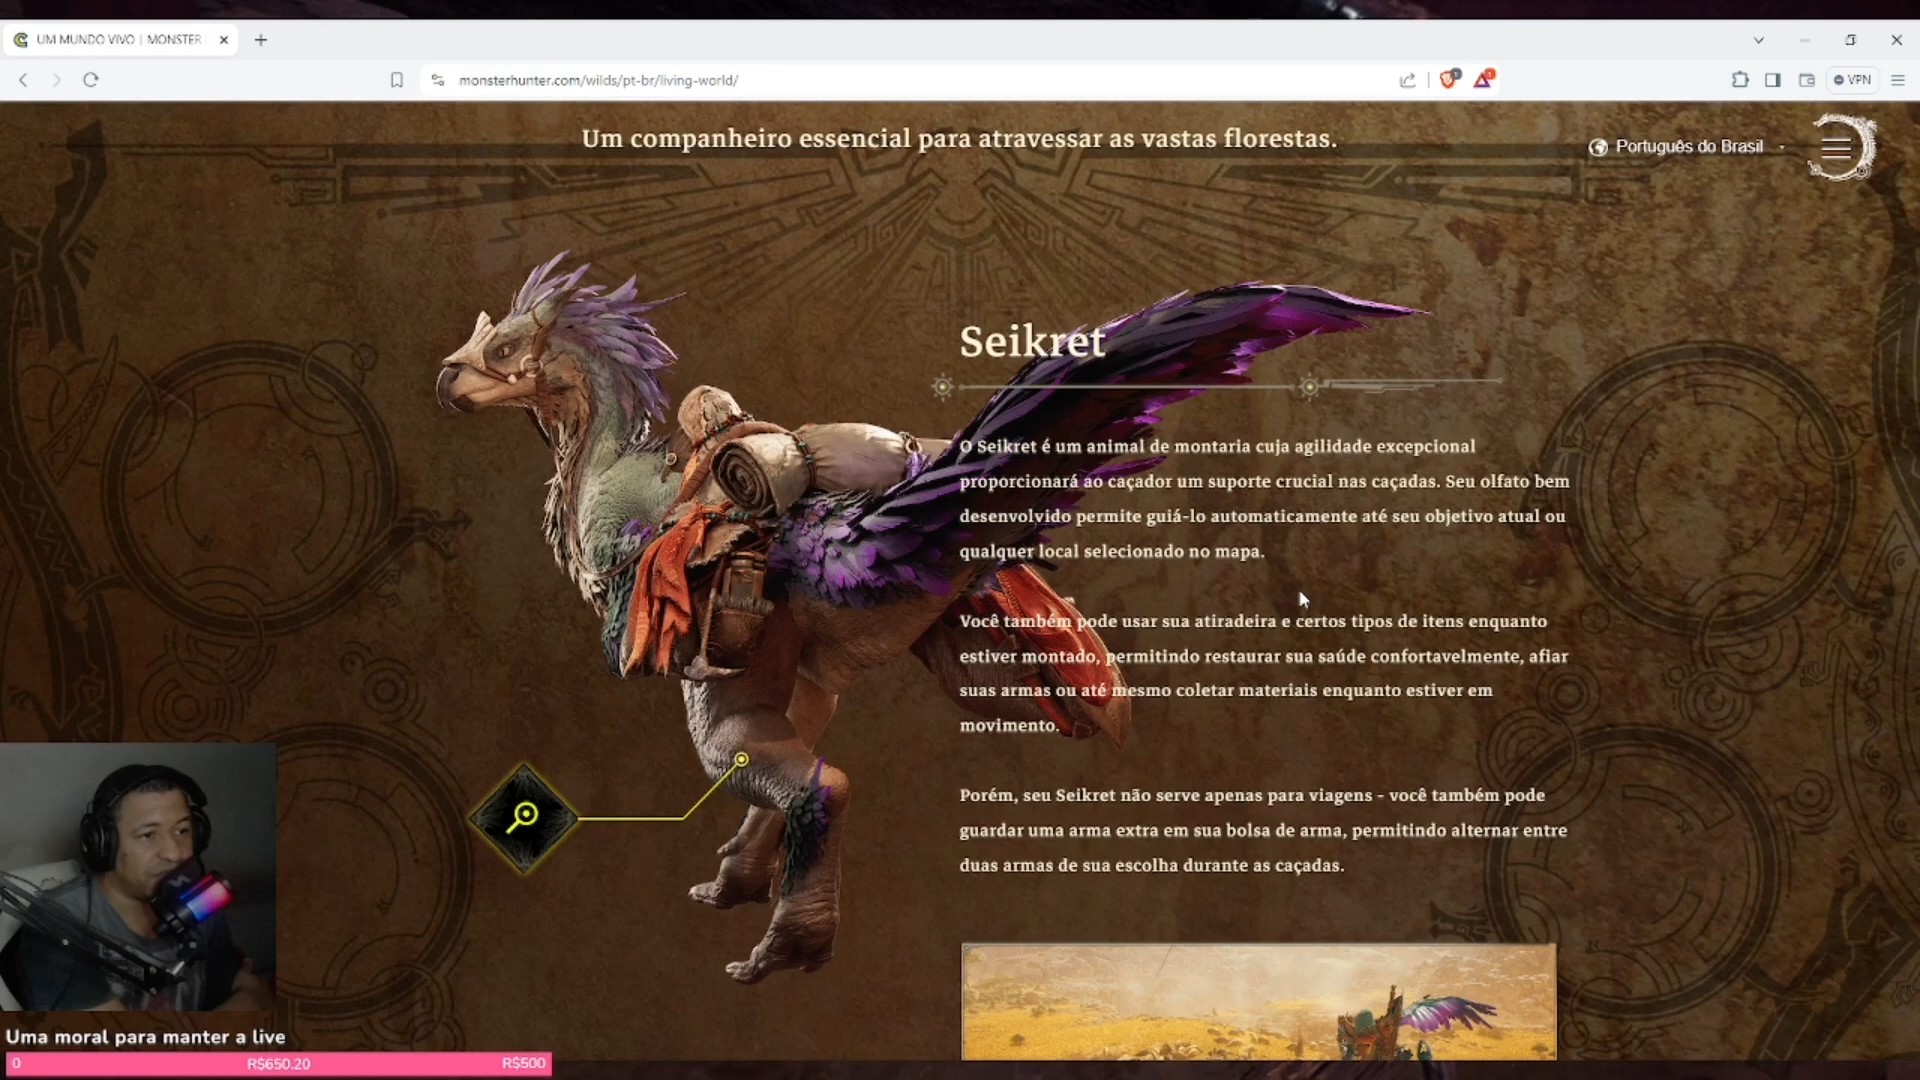 UM MUNDO VIVO | MONSTER
monsterhunter.com/wilds/pt-br/living-world/
VPN
Um companheiro essencial para atravessar as vastas florestas.
Português do Brasil
Seikret
O Seikret é um animal de montaria cuja agilidade excepcional
proporcionará ao caçador um suporte crucial nas caçadas. Seu olfato bem
desenvolvido permite guiá-lo automaticamente até seu objetivo atual ou
qualquer local selecionado no mapa.
Você também pode usar sua atiradeira e certos tipos de itens enquanto
estiver montado, permitindo restaurar sua saúde confortavelmente, afiar
suas armas ou até mesmo coletar materiais enquanto estiver em
movimento.
Porém, seu Seikret não serve apenas para viagens - você também pode
guardar uma arma extra em sua bolsa de arma, permitindo alternar entre
duas armas de sua escolha durante as caçadas.
Uma moral para manter a live
0 R$650.20 R$500